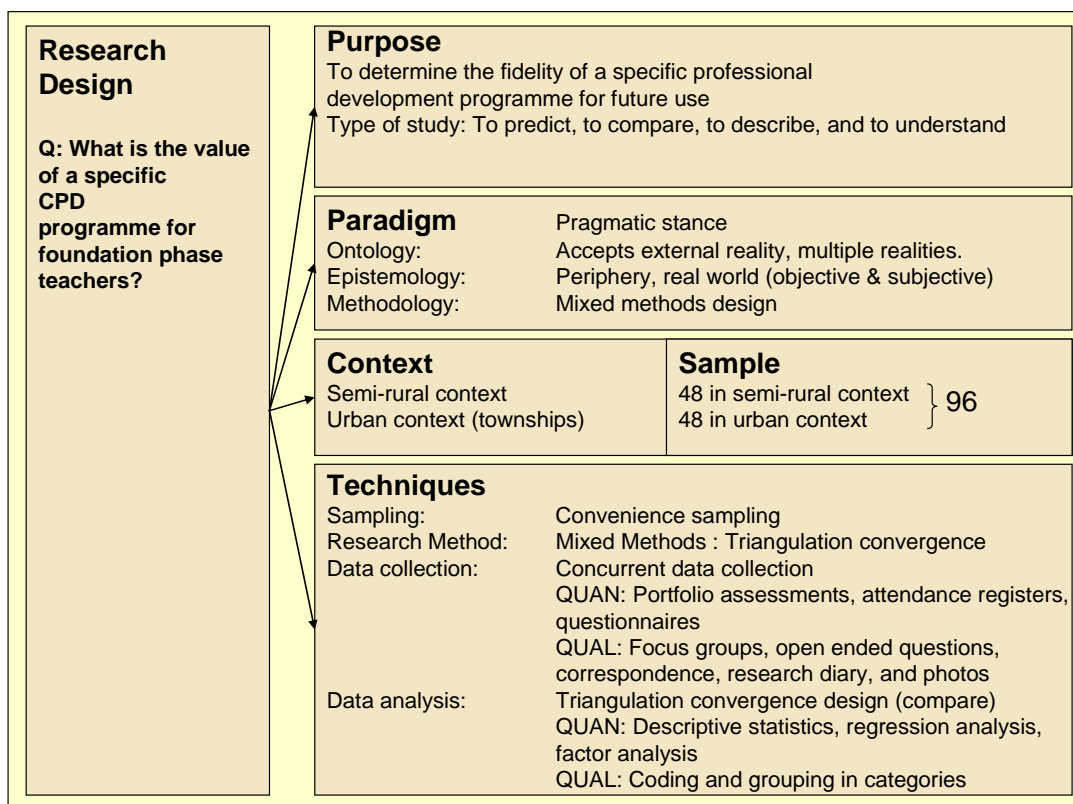 Research
Design
Q: What is the value
of a specific
CPD
programme for
foundation phase
teachers?
Purpose
To determine the fidelity of a specific professional
development programme for future use
Type of study: To predict, to compare, to describe, and to understand
Paradigm Pragmatic stance
Ontology: Accepts external reality, multiple realities.
Epistemology: Periphery, real world (objective & subjective)
Methodology: Mixed methods design
Context
Semi-rural context
Urban context (townships)
Sample
48 in semi-rural context
48 in urban context
96
Techniques
Sampling: Convenience sampling
Research Method: Mixed Methods : Triangulation convergence
Data collection: Concurrent data collection
QUAN: Portfolio assessments, attendance registers,
questionnaires
QUAL: Focus groups, open ended questions,
correspondence, research diary, and photos
Data analysis: Triangulation convergence design (compare)
QUAN: Descriptive statistics, regression analysis,
factor analysis
QUAL: Coding and grouping in categories